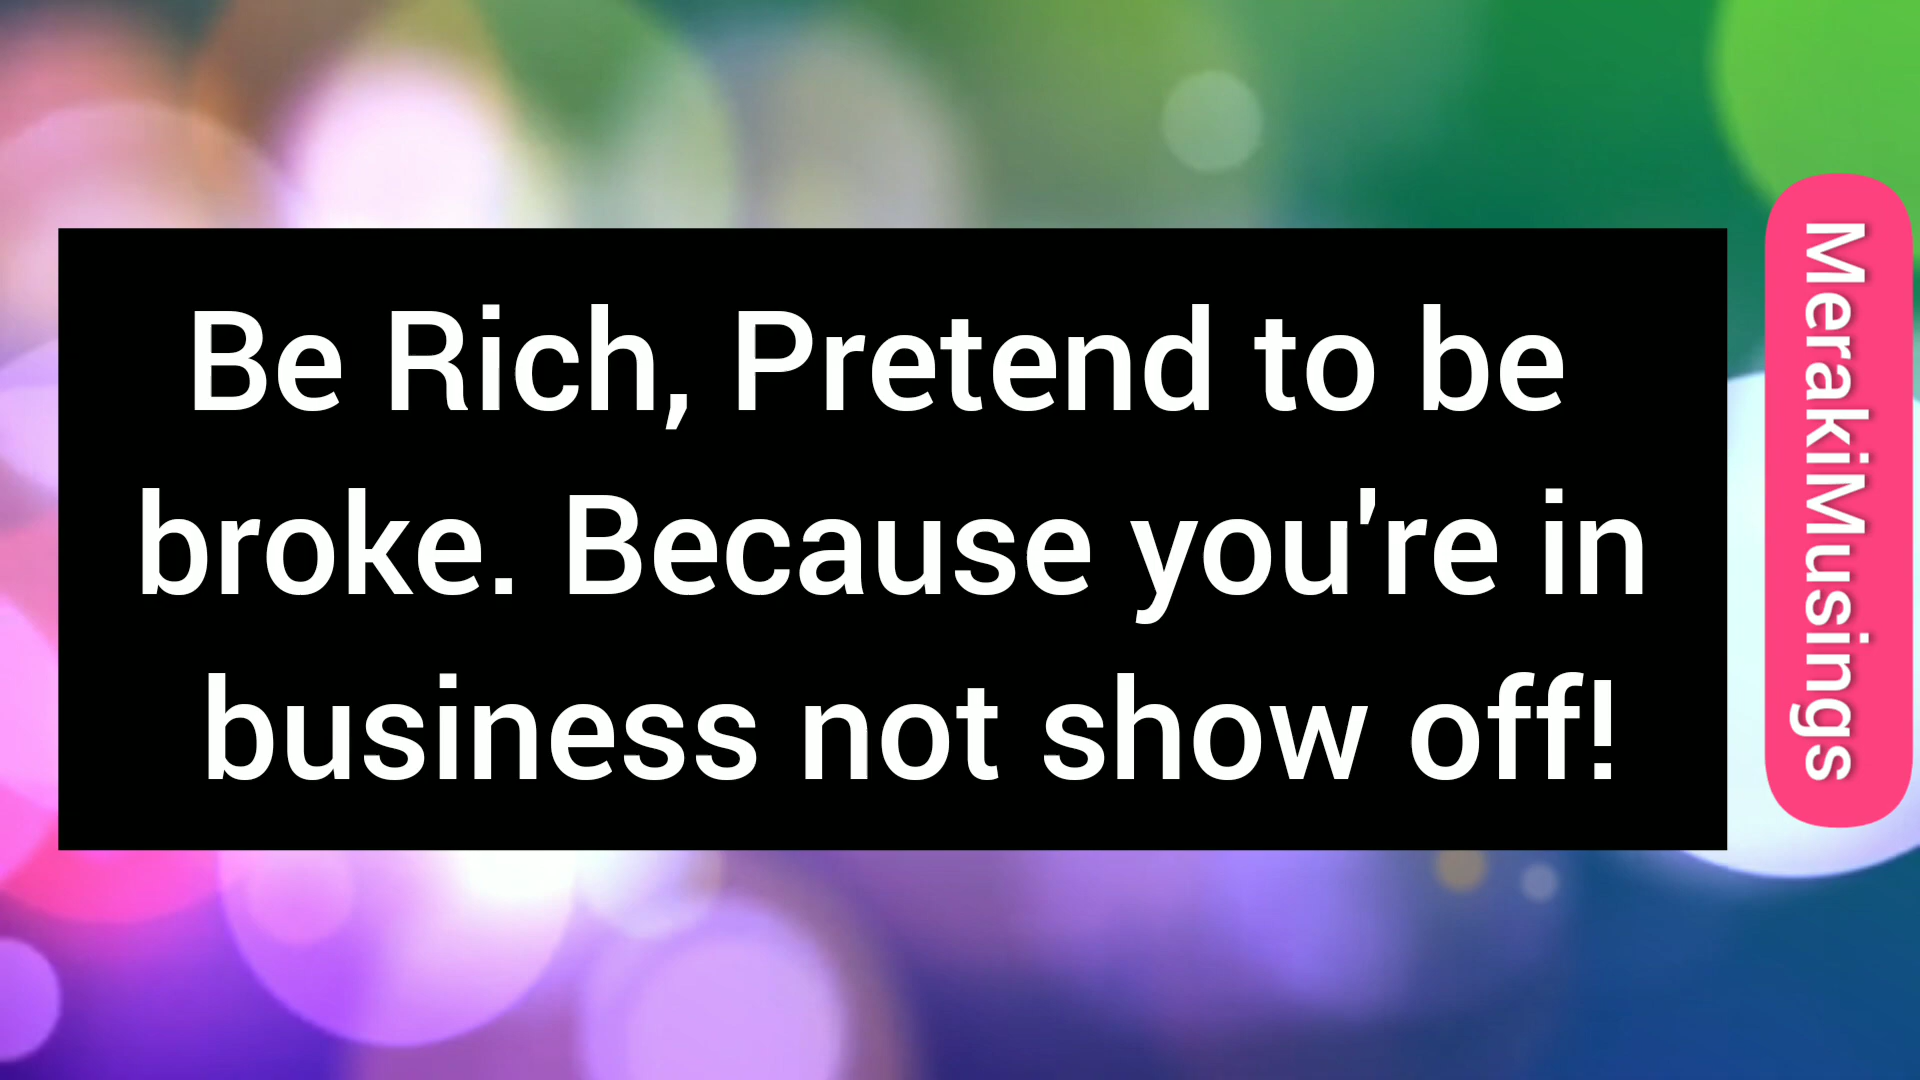 Be Rich, Pretend to be
broke. Because you're in
business not show off!
MerakiMusings